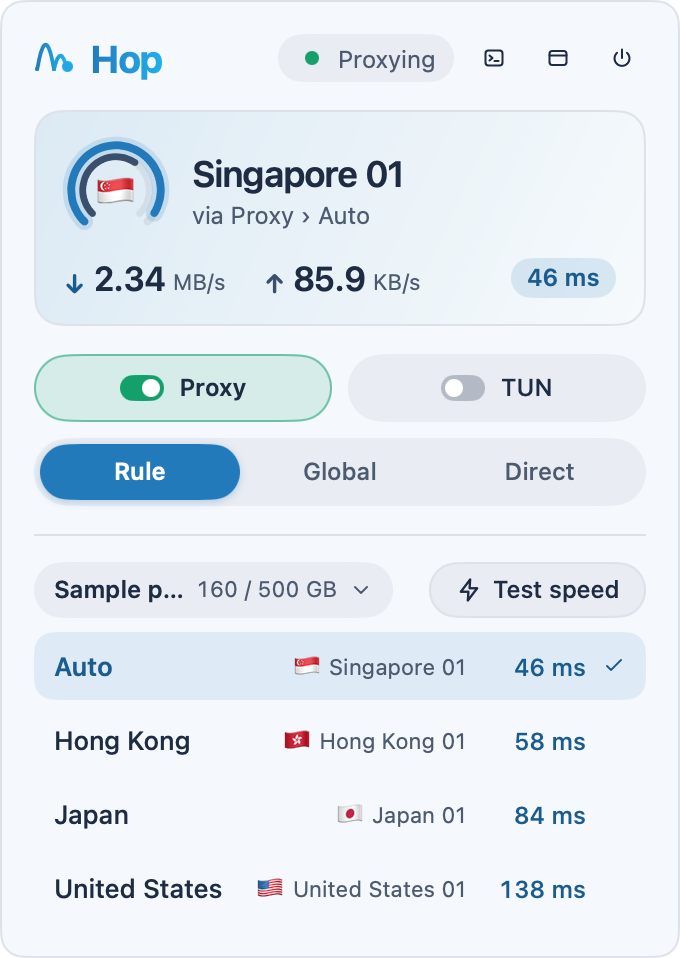 Hop
Proxying
Singapore 01
via Proxy › Auto
2.34 MB/s
85.9 KB/s
46 ms
Proxy
TUN
Rule
Global
Direct
Sample p... 160 / 500 GB
Test speed
Auto Singapore 01 46 ms
Hong Kong Hong Kong 01 58 ms
Japan Japan 01 84 ms
United States United States 01 138 ms